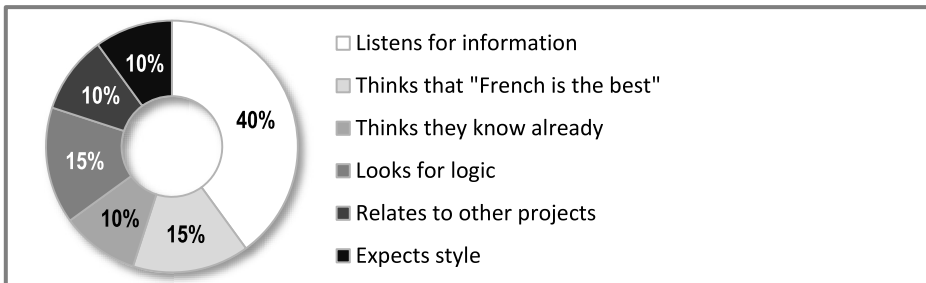 10%
10%
40%
15%
10%
15%
Listens for information
Thinks that "French is the best"
Thinks they know already
Looks for logic
Relates to other projects
Expects style